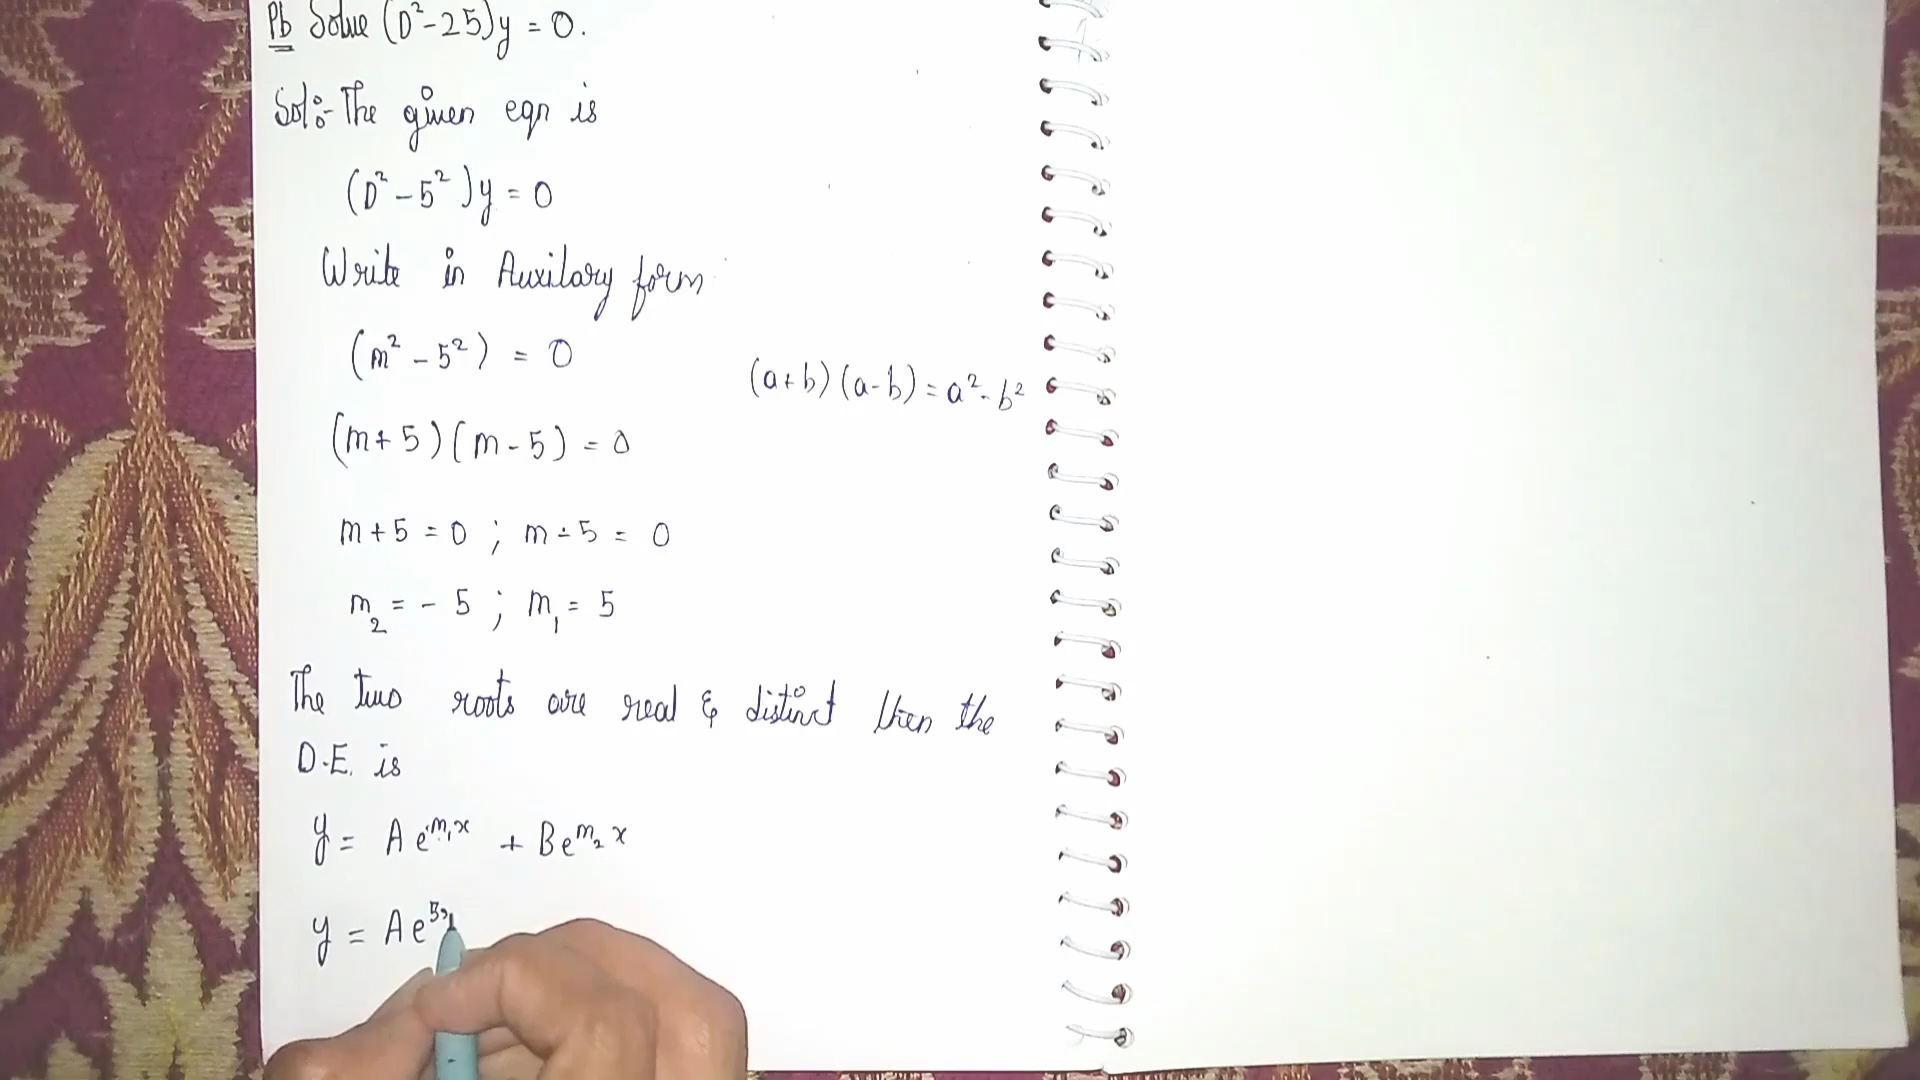 Pb Solve (D²-25)y = 0.
Sol:- The given eqn is
(D² - 5²)y = 0
Write in Auxilary form
(m² - 5²) = 0
(a+b)(a-b) = a² - b²
(m+5)(m-5) = 0
m+5 = 0 ; m-5 = 0
m₂ = -5 ; m₁ = 5
The two roots are real & distinct then the
D.E. is
y = Ae^m₁x + Be^m₂x
y = Ae^5